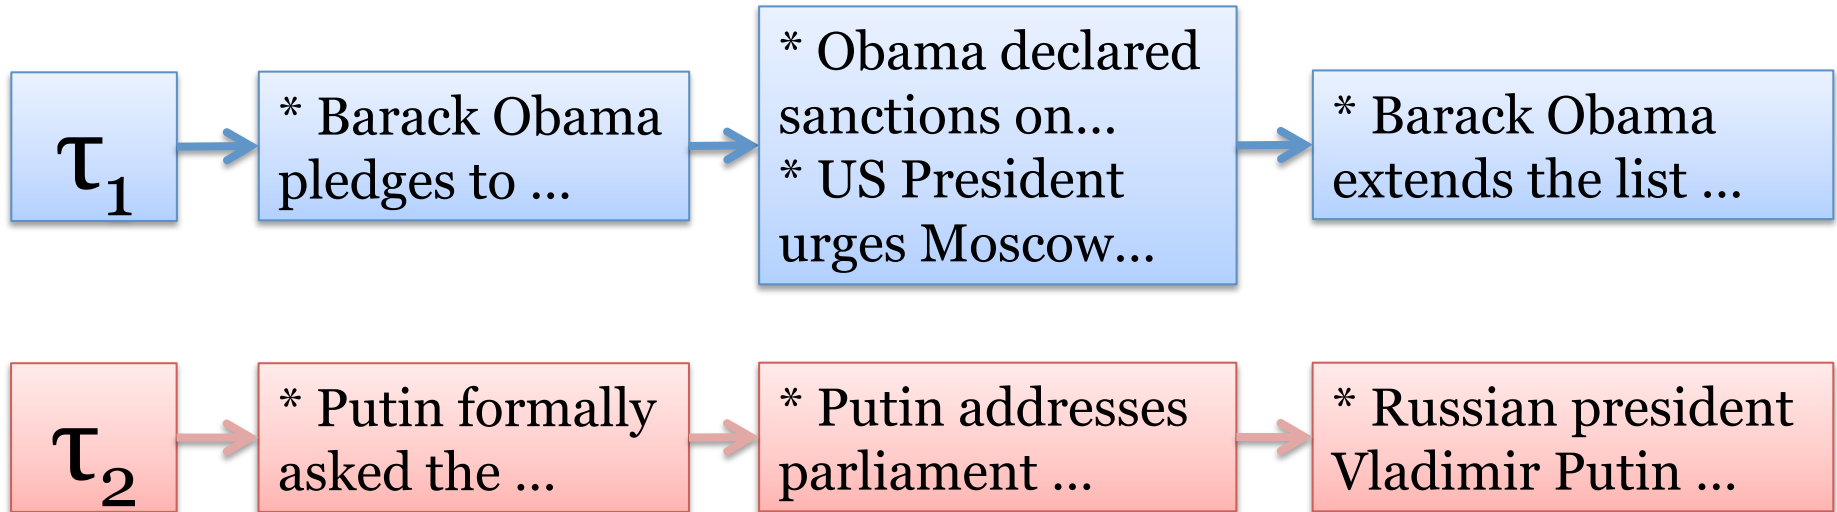 τ1
* Barack Obama
pledges to ...
* Obama declared
sanctions on...
* US President
urges Moscow...
* Barack Obama
extends the list ...
τ2
* Putin formally
asked the ...
* Putin addresses
parliament ...
* Russian president
Vladimir Putin ...